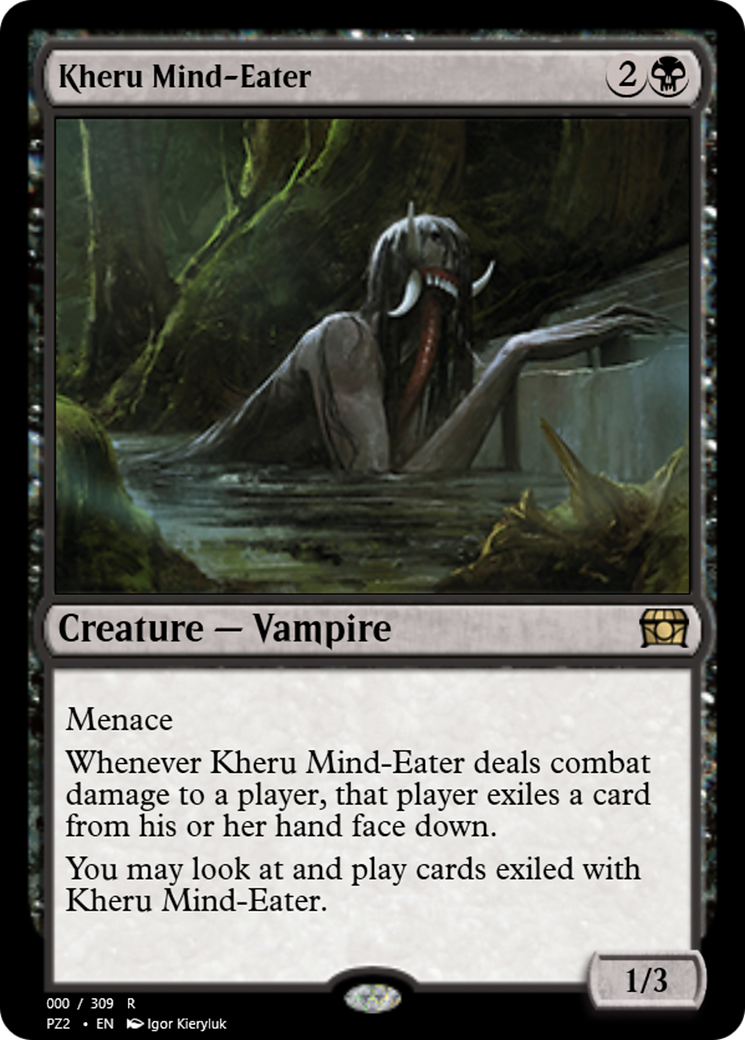 Kheru Mind-Eater 2
Creature — Vampire
Menace
Whenever Kheru Mind-Eater deals combat
damage to a player, that player exiles a card
from his or her hand face down.
You may look at and play cards exiled with
Kheru Mind-Eater.
1/3
000 / 309 R
PZ2 • EN Igor Kieryluk